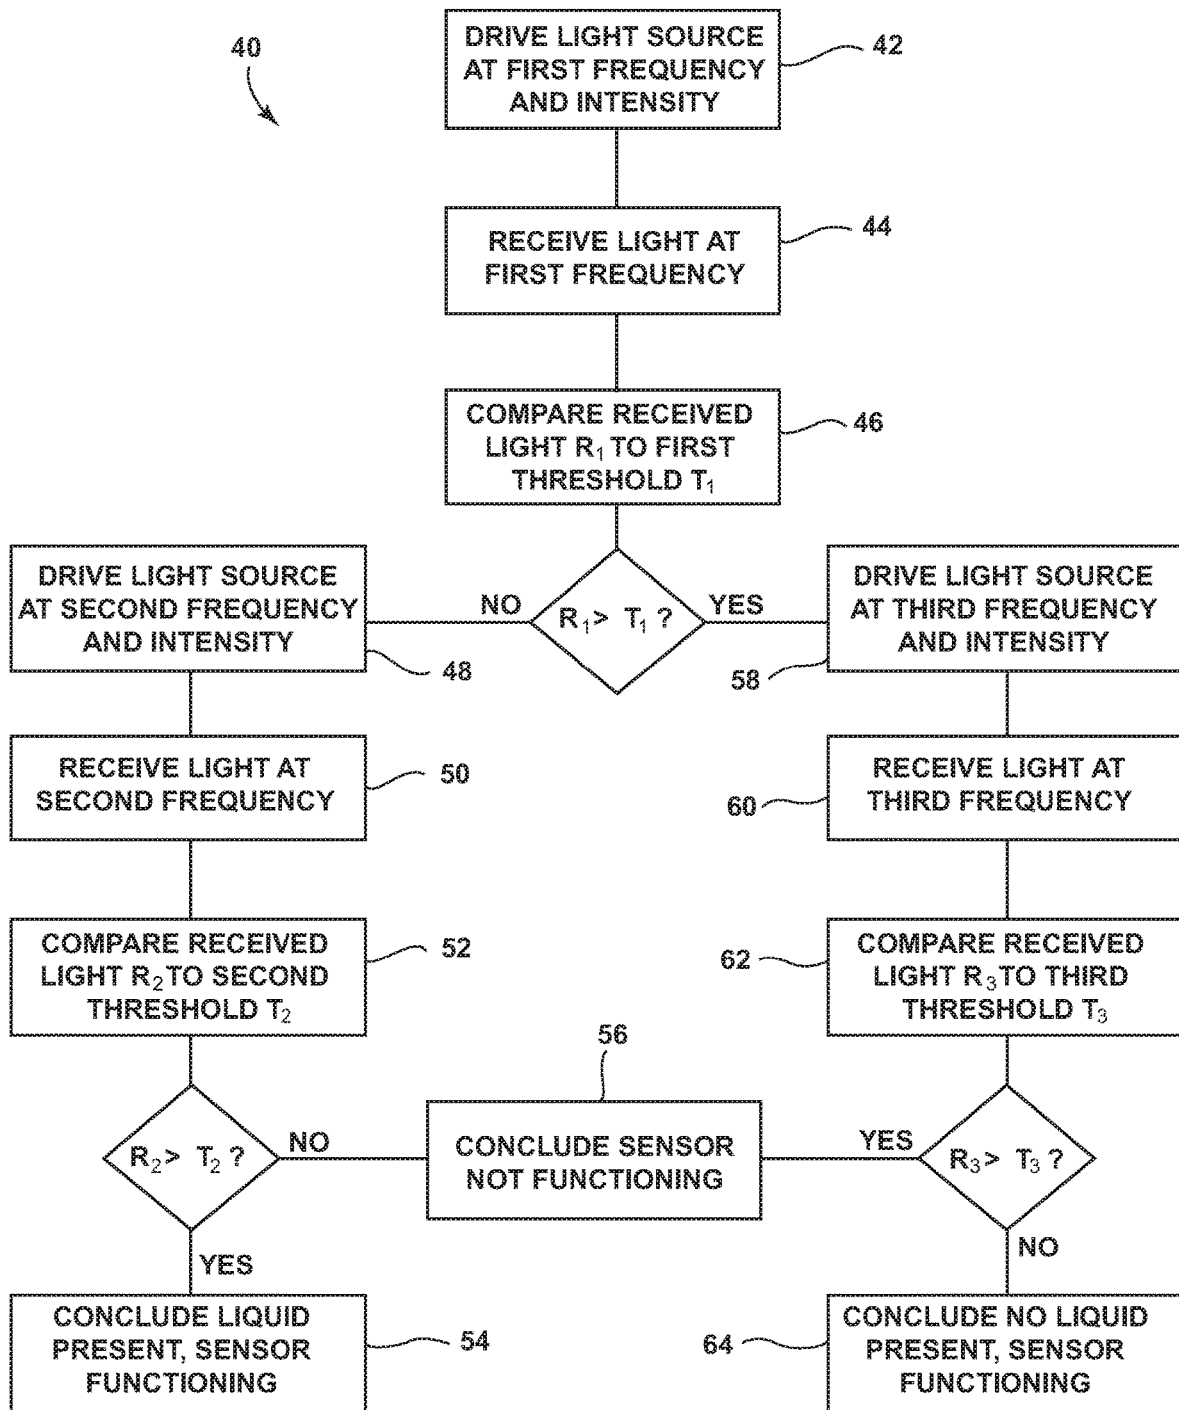 40
DRIVE LIGHT SOURCE
AT FIRST FREQUENCY
AND INTENSITY
42
RECEIVE LIGHT AT
FIRST FREQUENCY
44
COMPARE RECEIVED
LIGHT R₁ TO FIRST
THRESHOLD T₁
46
R₁> T₁ ?
NO
YES
DRIVE LIGHT SOURCE
AT SECOND FREQUENCY
AND INTENSITY
48
RECEIVE LIGHT AT
SECOND FREQUENCY
50
COMPARE RECEIVED
LIGHT R₂ TO SECOND
THRESHOLD T₂
52
R₂> T₂ ?
NO
YES
CONCLUDE LIQUID
PRESENT, SENSOR
FUNCTIONING
54
56
CONCLUDE SENSOR
NOT FUNCTIONING
DRIVE LIGHT SOURCE
AT THIRD FREQUENCY
AND INTENSITY
58
RECEIVE LIGHT AT
THIRD FREQUENCY
60
COMPARE RECEIVED
LIGHT R₃ TO THIRD
THRESHOLD T₃
62
R₃> T₃ ?
YES
NO
CONCLUDE NO LIQUID
PRESENT, SENSOR
FUNCTIONING
64